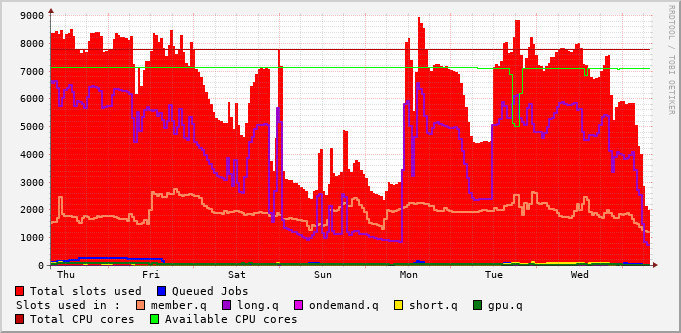 9000
8000
7000
6000
5000
4000
3000
2000
1000
0
Thu Fri Sat Sun Mon Tue Wed
RRDTOOL / TOBI OETIKER
Total slots used Queued Jobs
Slots used in : member.q long.q ondemand.q short.q gpu.q
Total CPU cores Available CPU cores